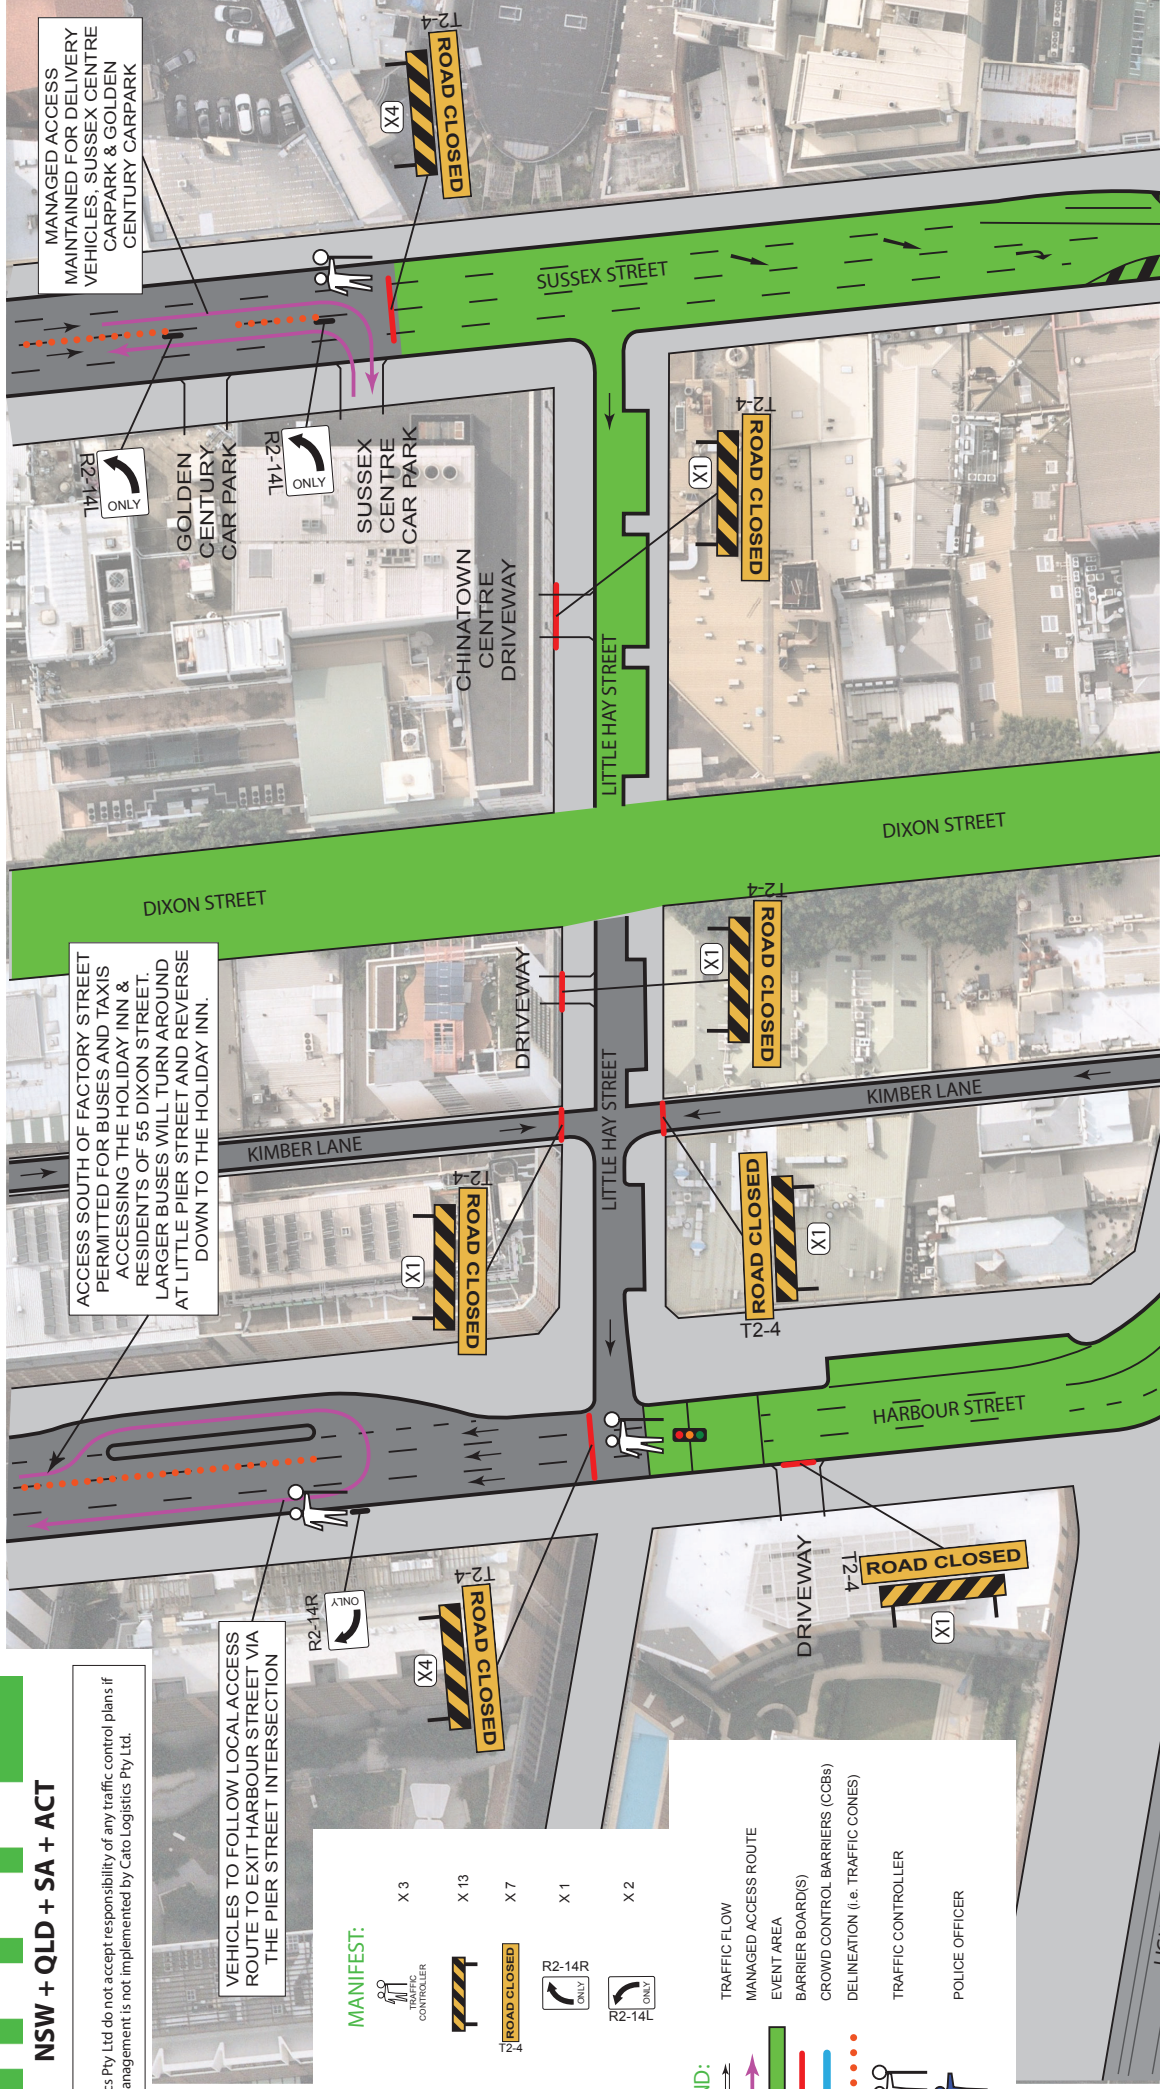 MANAGED ACCESS
MAINTAINED FOR DELIVERY
VEHICLES, SUSSEX CENTRE
CARPARK & GOLDEN
CENTURY CARPARK
T2-4
ROAD CLOSED
X4
SUSSEX STREET
R2-14L
ONLY
GOLDEN
CENTURY
CAR PARK
R2-14L
ONLY
SUSSEX
CENTRE
CAR PARK
CHINATOWN
CENTRE
DRIVEWAY
LITTLE HAY STREET
T2-4
ROAD CLOSED
X1
DIXON STREET
DIXON STREET
ACCESS SOUTH OF FACTORY STREET
PERMITTED FOR BUSES AND TAXIS
ACCESSING THE HOLIDAY INN &
RESIDENTS OF 55 DIXON STREET.
LARGER BUSES WILL TURN AROUND
AT LITTLE PIER STREET AND REVERSE
DOWN TO THE HOLIDAY INN.
DRIVEWAY
T2-4
ROAD CLOSED
X1
KIMBER LANE
KIMBER LANE
LITTLE HAY STREET
T2-4
ROAD CLOSED
X1
ROAD CLOSED
T2-4
X1
HARBOUR STREET
VEHICLES TO FOLLOW LOCAL ACCESS
ROUTE TO EXIT HARBOUR STREET VIA
THE PIER STREET INTERSECTION
R2-14R
ONLY
T2-4
ROAD CLOSED
X4
DRIVEWAY
T2-4
ROAD CLOSED
X1
NSW + QLD + SA + ACT
cs Pty Ltd do not accept responsibility of any traffic control plans if
anagement is not implemented by Cato Logistics Pty Ltd.
MANIFEST:
TRAFFIC
CONTROLLER
X 3
X 13
ROAD CLOSED
T2-4
X 7
R2-14R
ONLY
X 1
R2-14L
ONLY
X 2
ND:
TRAFFIC FLOW
MANAGED ACCESS ROUTE
EVENT AREA
BARRIER BOARD(S)
CROWD CONTROL BARRIERS (CCBs)
DELINEATION (i.e. TRAFFIC CONES)
TRAFFIC CONTROLLER
POLICE OFFICER